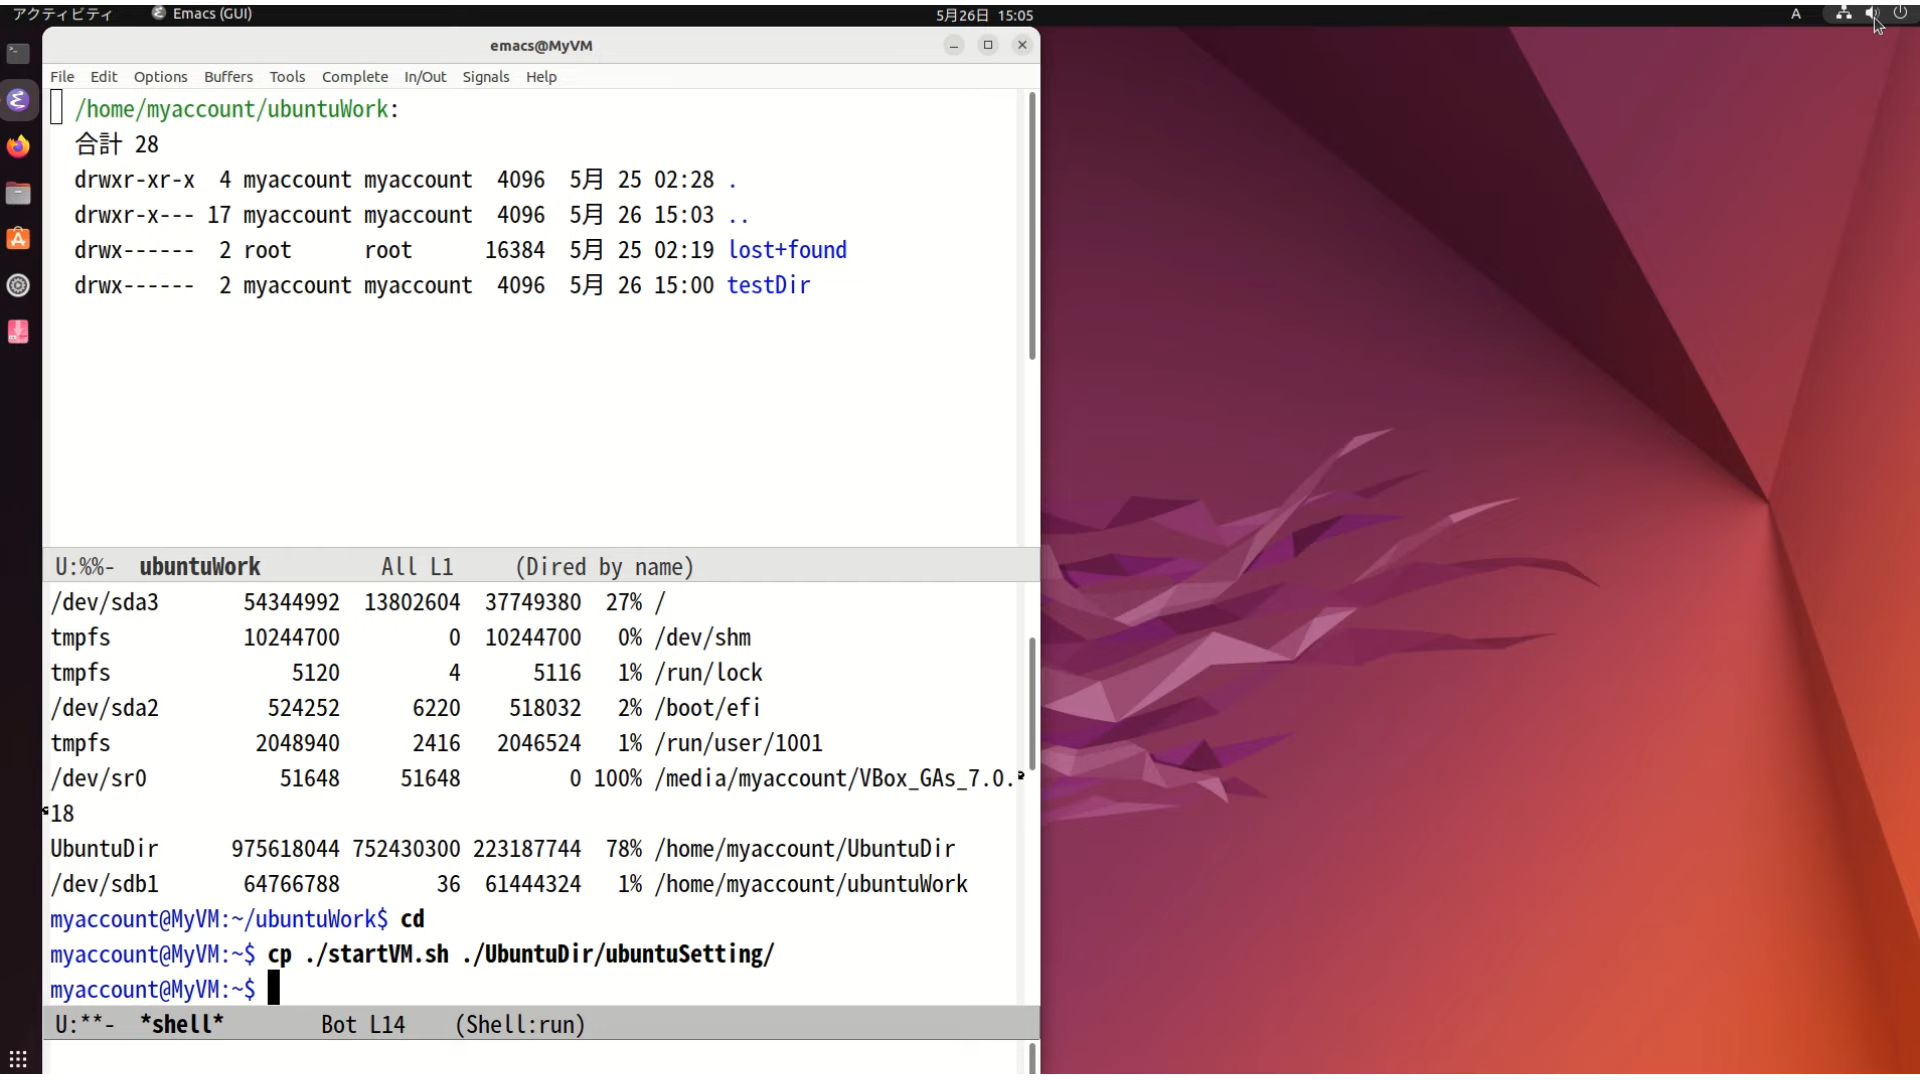 アクティビティ Emacs (GUI) 5月26日 15:05 A
emacs@MyVM
File Edit Options Buffers Tools Complete In/Out Signals Help
/home/myaccount/ubuntuWork:
合計 28
drwxr-xr-x 4 myaccount myaccount 4096 5月 25 02:28 .
drwxr-x--- 17 myaccount myaccount 4096 5月 26 15:03 ..
drwx------ 2 root root 16384 5月 25 02:19 lost+found
drwx------ 2 myaccount myaccount 4096 5月 26 15:00 testDir
U:%%- ubuntuWork All L1 (Dired by name)
/dev/sda3 54344992 13802604 37749380 27% /
tmpfs 10244700 0 10244700 0% /dev/shm
tmpfs 5120 4 5116 1% /run/lock
/dev/sda2 524252 6220 518032 2% /boot/efi
tmpfs 2048940 2416 2046524 1% /run/user/1001
/dev/sr0 51648 51648 0 100% /media/myaccount/VBox_GAs_7.0.
18
UbuntuDir 975618044 752430300 223187744 78% /home/myaccount/UbuntuDir
/dev/sdb1 64766788 36 61444324 1% /home/myaccount/ubuntuWork
myaccount@MyVM:~/ubuntuWork$ cd
myaccount@MyVM:~$ cp ./startVM.sh ./UbuntuDir/ubuntuSetting/
myaccount@MyVM:~$
U:**- *shell* Bot L14 (Shell:run)